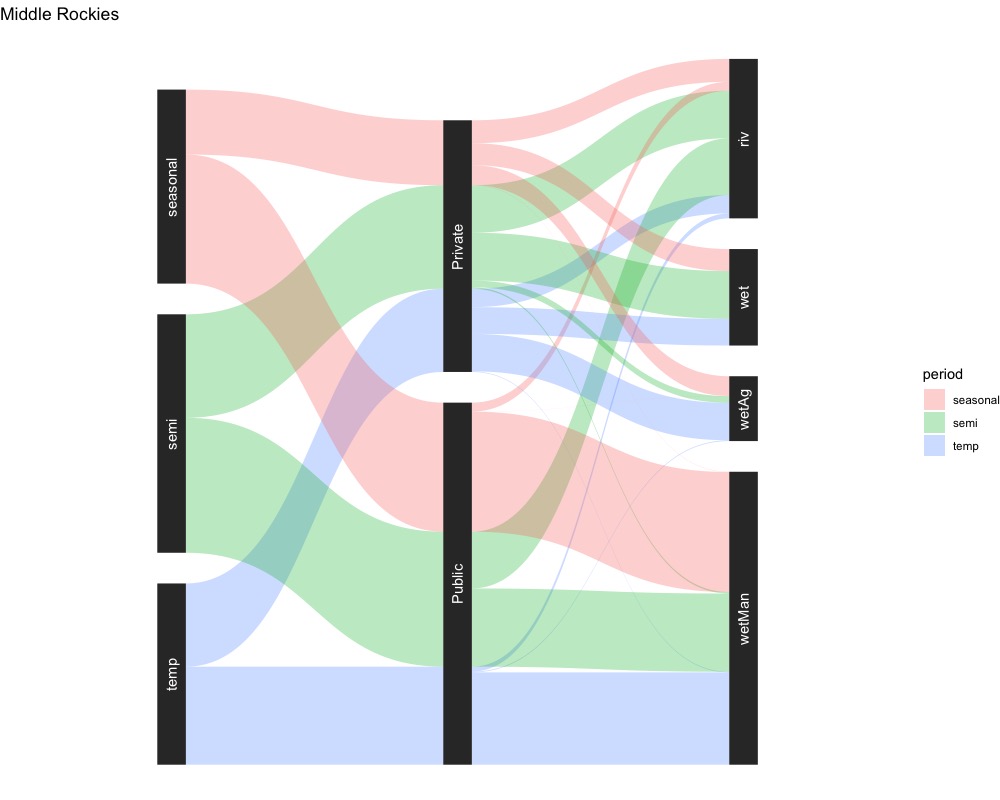 Middle Rockies
seasonal
semi
temp
Private
Public
riv
wet
wetAg
wetMan
period
seasonal
semi
temp